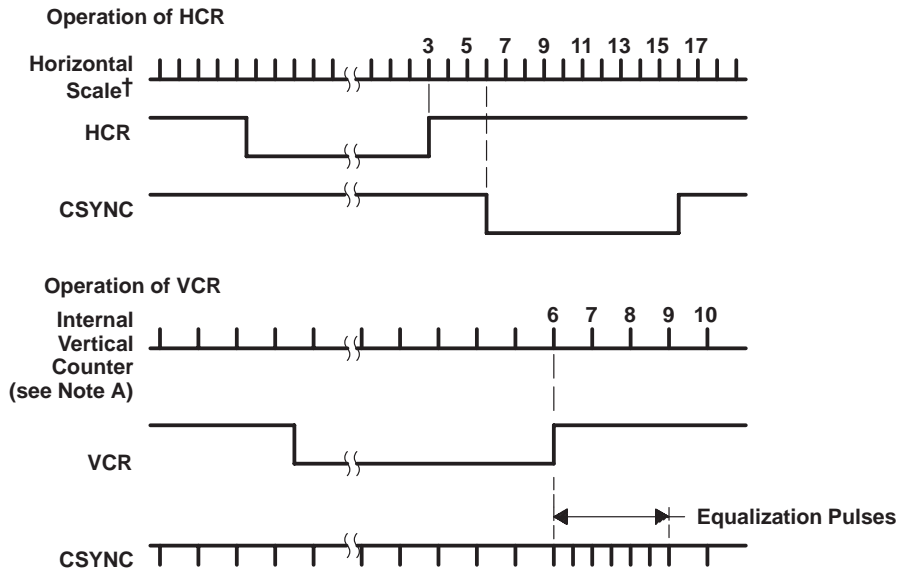 Operation of HCR
3 5 7 9 11 13 15 17
Horizontal
Scale†
HCR
CSYNC
Operation of VCR
Internal
Vertical
Counter
(see Note A)
6 7 8 9 10
VCR
Equalization Pulses
CSYNC